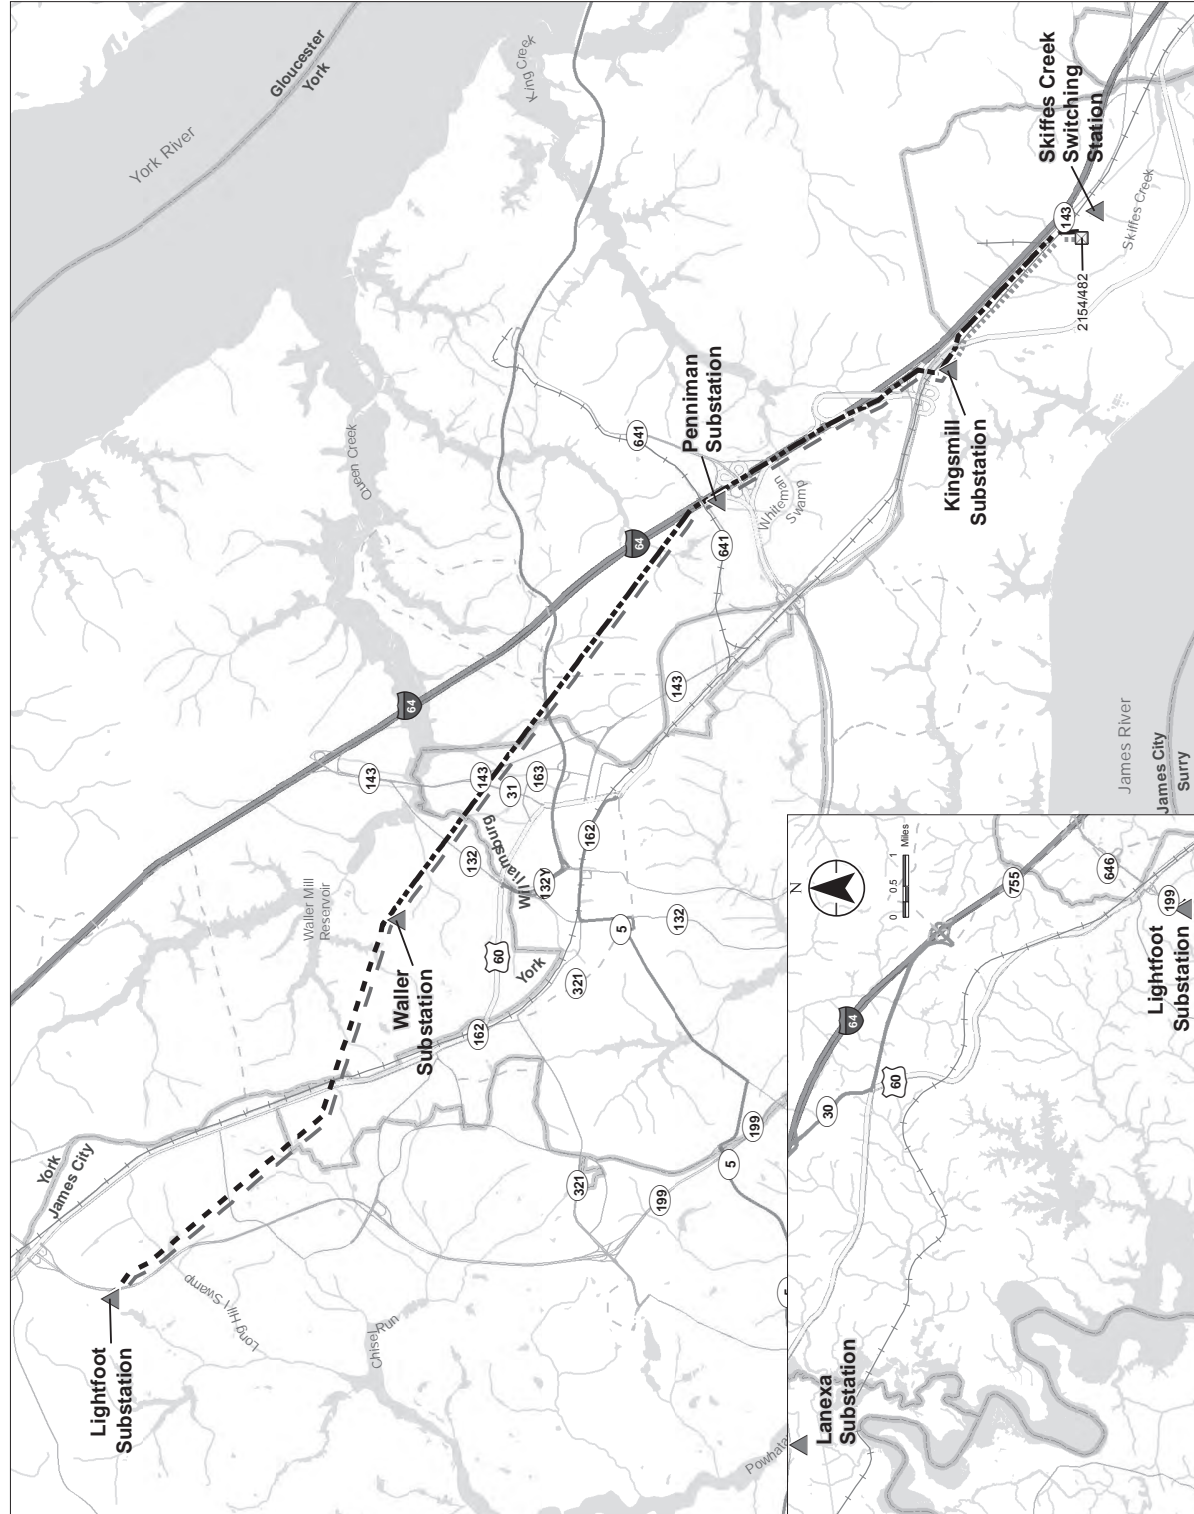 Gloucester
York
York River
King Creek
Skiffes Creek
Switching
Station
143
Skiffes Creek
2154/482
Queen Creek
641
Penniman
Substation
64
641
Whiteman
Swamp
Kingsmill
Substation
64
143
143
143
31
163
162
132
Williamsburg
132Y
132
5
Waller Mill
Reservoir
60
York
321
Waller
Substation
162
York
James City
Long Hill Swamp
Chisel Run
321
199
199
5
Lightfoot
Substation
Powhata
James River
James City
Surry
N
0
0.5
1
Miles
646
755
199
Lightfoot
Substation
64
60
30
Lanexa
Substation